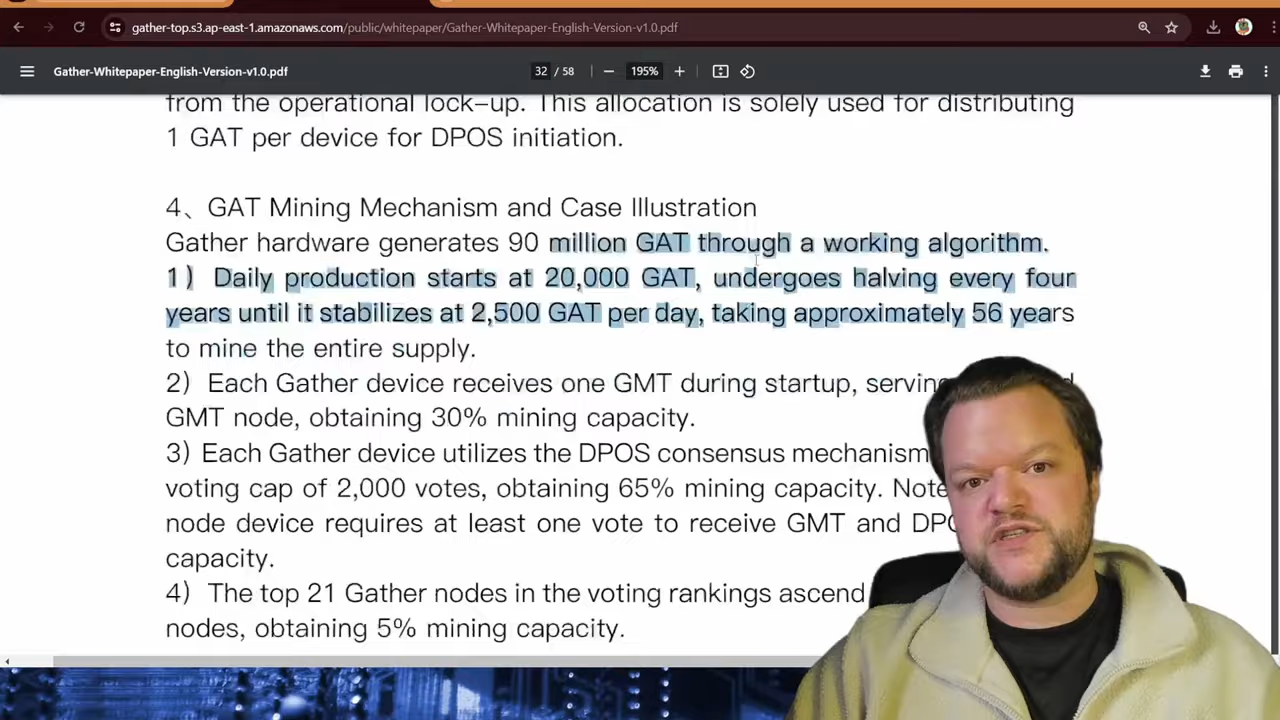 gather-top.s3.ap-east-1.amazonaws.com/public/whitepaper/Gather-Whitepaper-English-Version-v1.0.pdf
Gather-Whitepaper-English-Version-v1.0.pdf
32 / 58
195%
from the operational lock-up. This allocation is solely used for distributing
1 GAT per device for DPOS initiation.
4、GAT Mining Mechanism and Case Illustration
Gather hardware generates 90 million GAT through a working algorithm.
1）Daily production starts at 20,000 GAT, undergoes halving every four
years until it stabilizes at 2,500 GAT per day, taking approximately 56 years
to mine the entire supply.
2）Each Gather device receives one GMT during startup,
GMT node, obtaining 30% mining capacity.
3）Each Gather device utilizes the DPOS consensus mechanism
voting cap of 2,000 votes, obtaining 65% mining capacity.
node device requires at least one vote to receive GMT and
capacity.
4）The top 21 Gather nodes in the voting rankings ascend
nodes, obtaining 5% mining capacity.